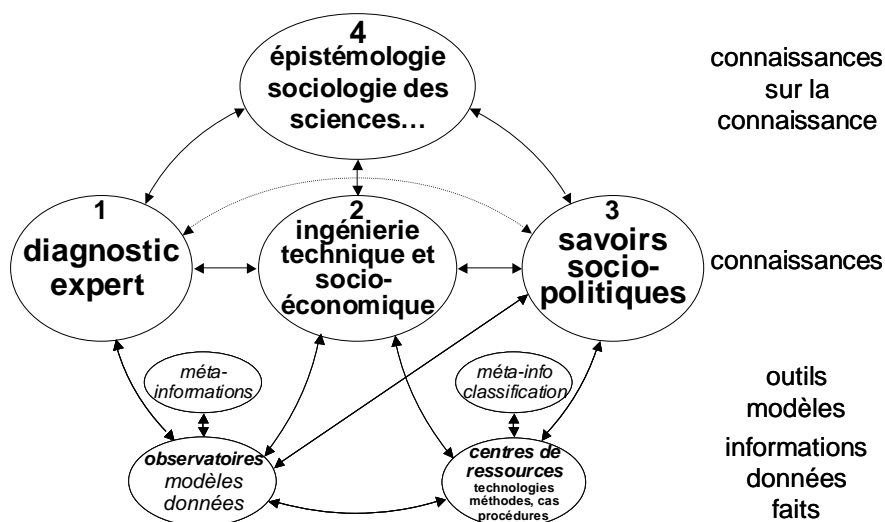 4
épistémologie
sociologie des
sciences…
connaissances
sur la
connaissance
1
diagnostic
expert
2
ingénierie
technique et
socio-
économique
3
savoirs
socio-
politiques
connaissances
méta-
informations
méta-info
classification
outils
modèles
observatoires
modèles
données
centres de
ressources
technologies
méthodes, cas
procédures
informations
données
faits